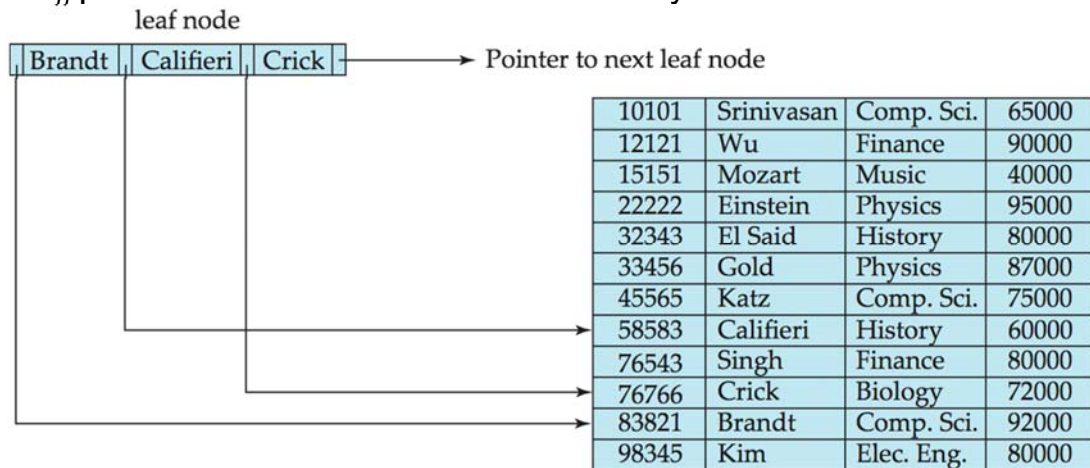 leaf node
Brandt Califieri Crick Pointer to next leaf node
10101 Srinivasan Comp. Sci. 65000
12121 Wu Finance 90000
15151 Mozart Music 40000
22222 Einstein Physics 95000
32343 El Said History 80000
33456 Gold Physics 87000
45565 Katz Comp. Sci. 75000
58583 Califieri History 60000
76543 Singh Finance 80000
76766 Crick Biology 72000
83821 Brandt Comp. Sci. 92000
98345 Kim Elec. Eng. 80000